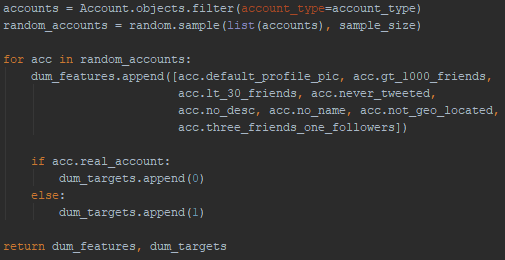 accounts = Account.objects.filter(account_type=account_type)
random_accounts = random.sample(list(accounts), sample_size)

for acc in random_accounts:
    dum_features.append([acc.default_profile_pic, acc.gt_1000_friends,
                         acc.lt_30_friends, acc.never_tweeted,
                         acc.no_desc, acc.no_name, acc.not_geo_located,
                         acc.three_friends_one_followers])

    if acc.real_account:
        dum_targets.append(0)
    else:
        dum_targets.append(1)

return dum_features, dum_targets